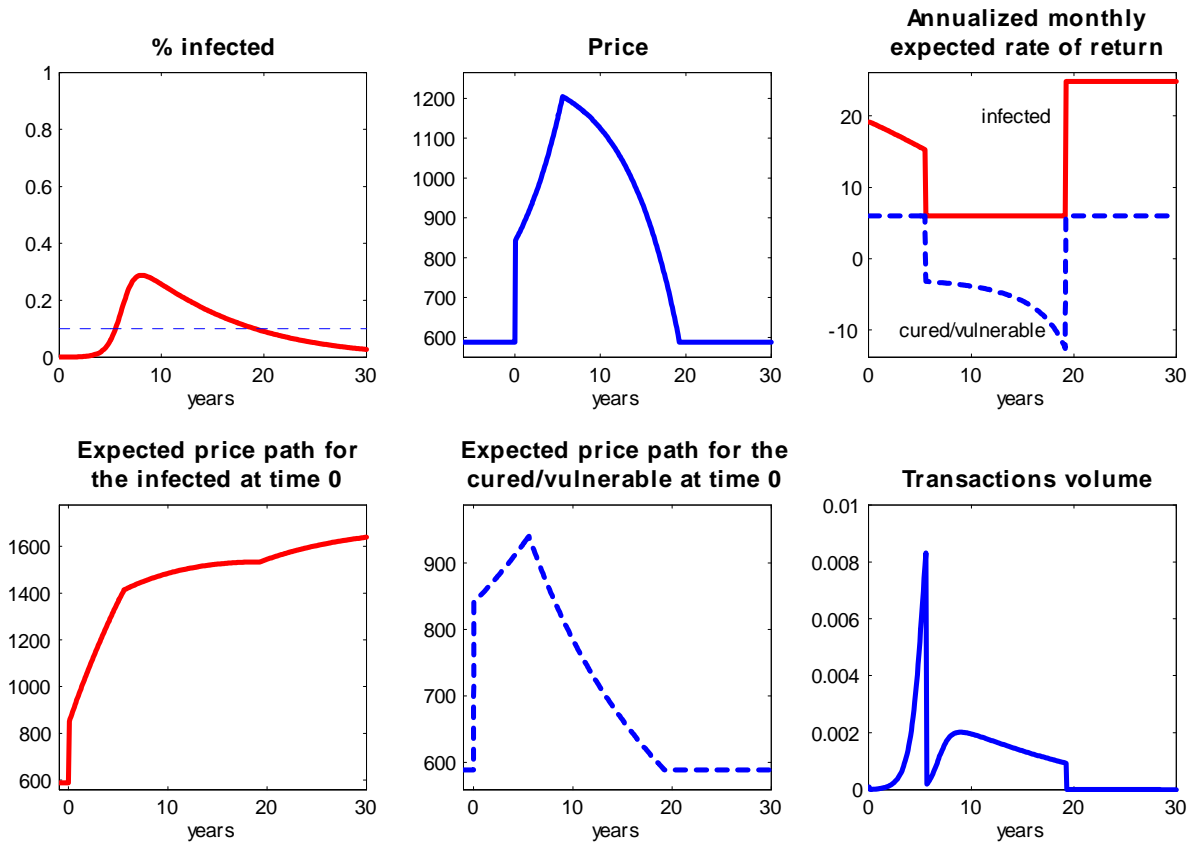 % infected
1
0.8
0.6
0.4
0.2
0
0 10 20 30
years
Price
1200
1100
1000
900
800
700
600
0 10 20 30
years
Annualized monthly
expected rate of return
20
10
0
-10
infected
cured/vulnerable
0 10 20 30
years
Expected price path for
the infected at time 0
1600
1400
1200
1000
800
600
0 10 20 30
years
Expected price path for the
cured/vulnerable at time 0
900
800
700
600
0 10 20 30
years
Transactions volume
0.01
0.008
0.006
0.004
0.002
0
0 10 20 30
years